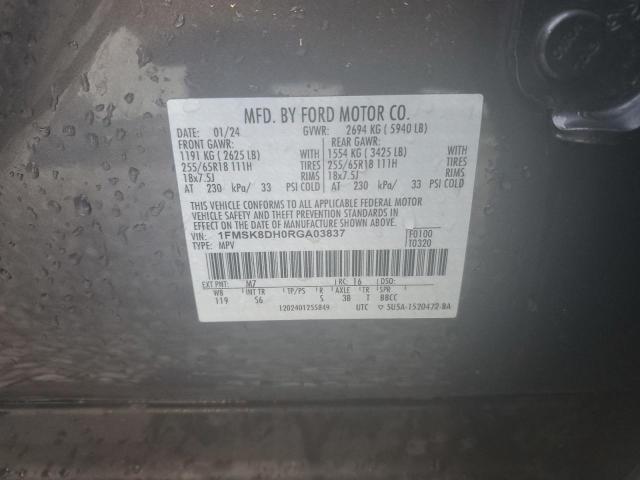 MFD. BY FORD MOTOR CO.
DATE: 01/24 GVWR: 2694 KG ( 5940 LB)
FRONT GAWR: REAR GAWR:
1191 KG ( 2625 LB) WITH 1554 KG ( 3425 LB) WITH
255/65R18 111H TIRES 255/65R18 111H TIRES
18x7.5J RIMS 18x7.5J RIMS
AT 230 kPa/ 33 PSI COLD AT 230 kPa/ 33 PSI COLD
THIS VEHICLE CONFORMS TO ALL APPLICABLE FEDERAL MOTOR
VEHICLE SAFETY, BUMPER, AND THEFT PREVENTION STANDARDS IN
EFFECT ON THE DATE OF MANUFACTURE SHOWN ABOVE.
VIN: 1FMSK8DH0RGA03837 F0100
TYPE: MPV T0320
EXT PNT: M7 RC: 16 DSO:
WB INT TR TP/PS R AXLE TR SPR
119 S6 S 38 T BBCC
1202401255849 UTC 5U5A-1520472-BA